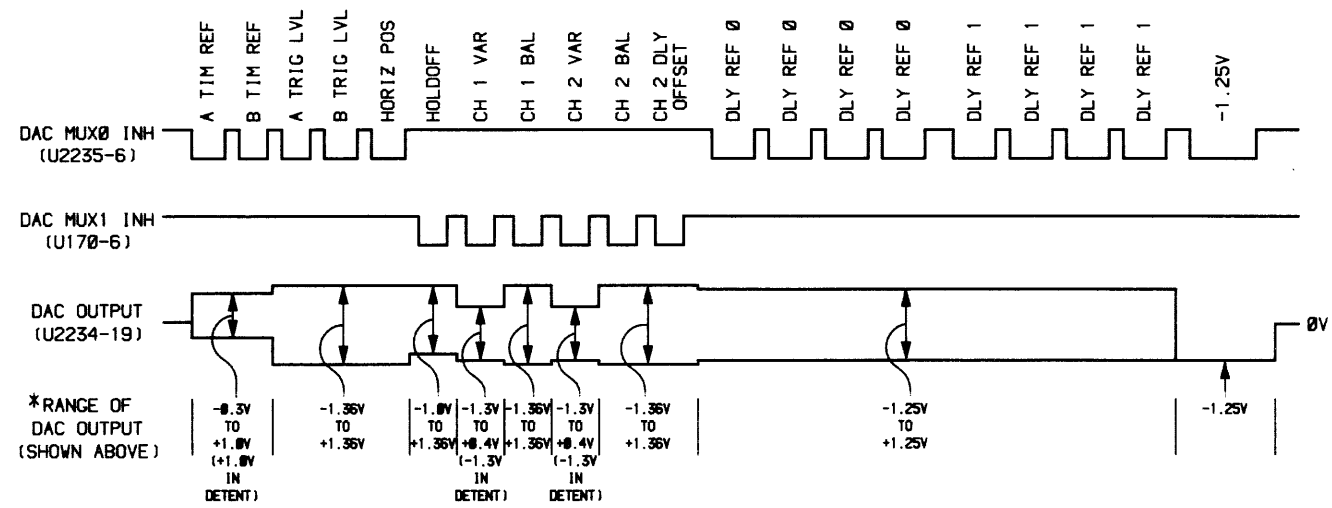 A TIM REF
B TIM REF
A TRIG LVL
B TRIG LVL
HORIZ POS
HOLDOFF
CH 1 VAR
CH 1 BAL
CH 2 VAR
CH 2 BAL
CH 2 DLY
OFFSET
DLY REF 0
DLY REF 0
DLY REF 0
DLY REF 0
DLY REF 1
DLY REF 1
DLY REF 1
DLY REF 1
-1.25V
DAC MUX0 INH
(U2235-6)
DAC MUX1 INH
(U170-6)
DAC OUTPUT
(U2234-19)
0V
*RANGE OF
DAC OUTPUT
(SHOWN ABOVE)
-0.3V
TO
+1.0V
(+1.0V
IN
DETENT)
-1.36V
TO
+1.36V
-1.0V
TO
+1.36V
-1.3V
TO
+0.4V
(-1.3V
IN
DETENT)
-1.36V
TO
+1.36V
-1.3V
TO
+0.4V
(-1.3V
IN
DETENT)
-1.36V
TO
+1.36V
-1.25V
TO
+1.25V
-1.25V